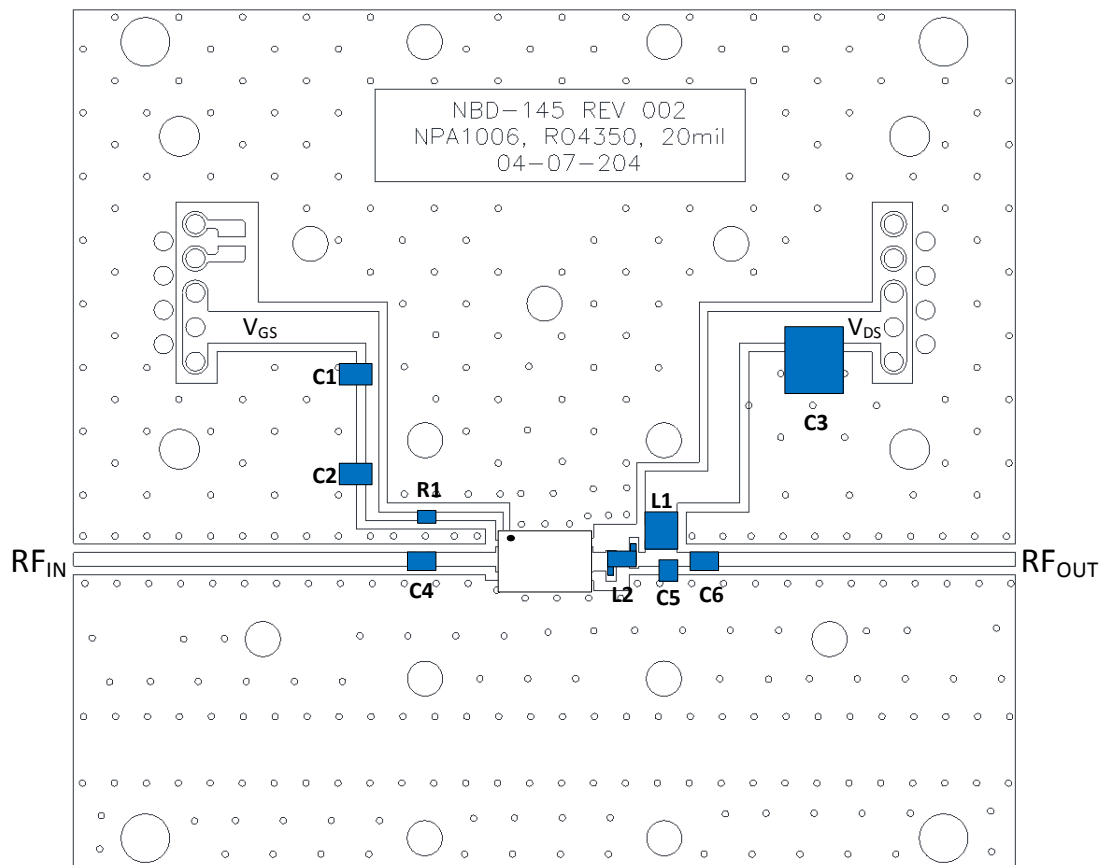 NBD-145 REV 002
NPA1006, RO4350, 20mil
04-07-204
VGS
VDS
C1
C3
C2
R1
L1
RFIN
RFOUT
C4
L2
C5
C6